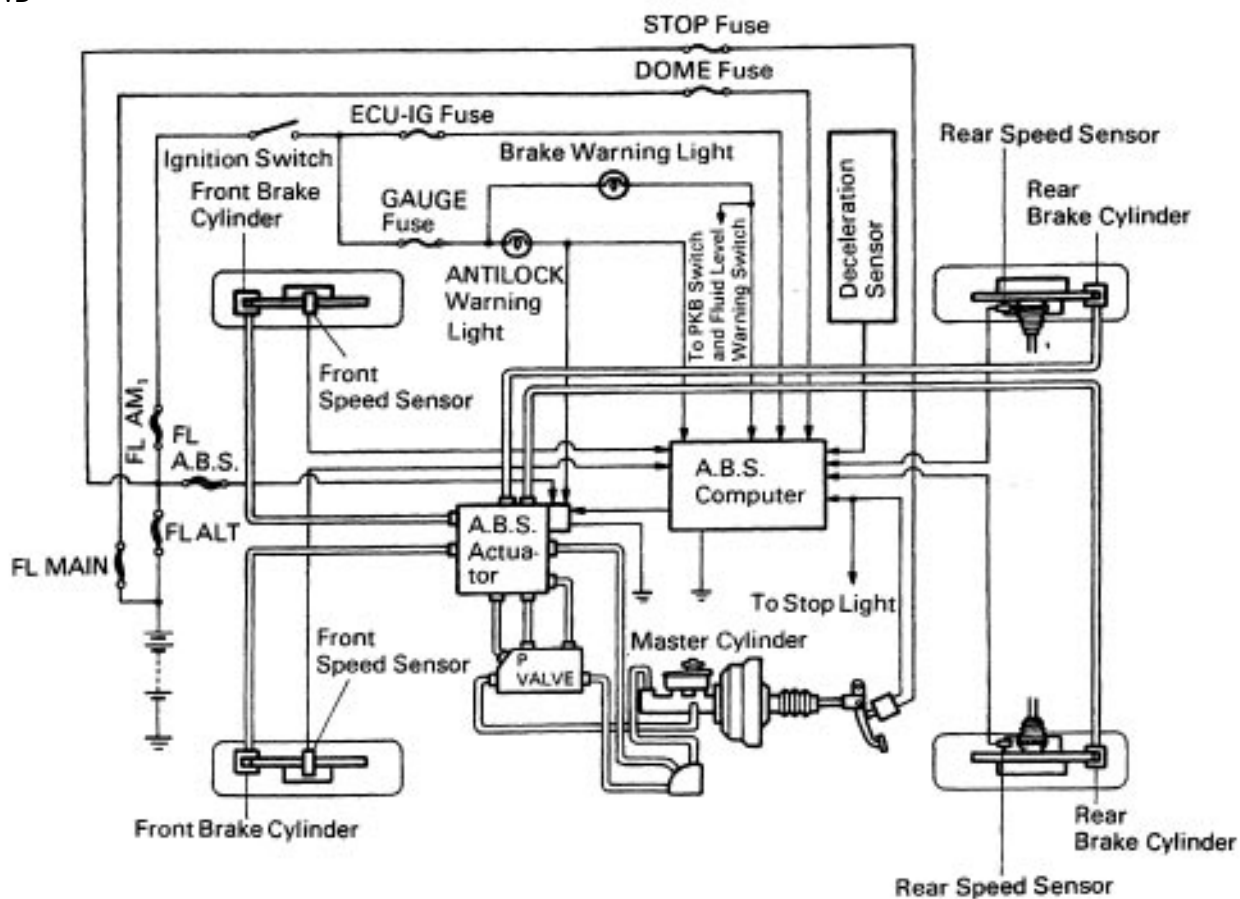 STOP Fuse
DOME Fuse
ECU-IG Fuse
Ignition Switch
Brake Warning Light
Rear Speed Sensor
Front Brake
Cylinder
GAUGE
Fuse
Deceleration
Sensor
Rear
Brake Cylinder
ANTILOCK
Warning
Light
To PKB Switch
and Fluid Level
Warning Switch
Front
Speed Sensor
FL AM₁
FL
A.B.S.
A.B.S.
Computer
FL ALT
A.B.S.
Actua-
tor
FL MAIN
To Stop Light
Front
Speed Sensor
Master Cylinder
P
VALVE
Front Brake Cylinder
Rear
Brake Cylinder
Rear Speed Sensor